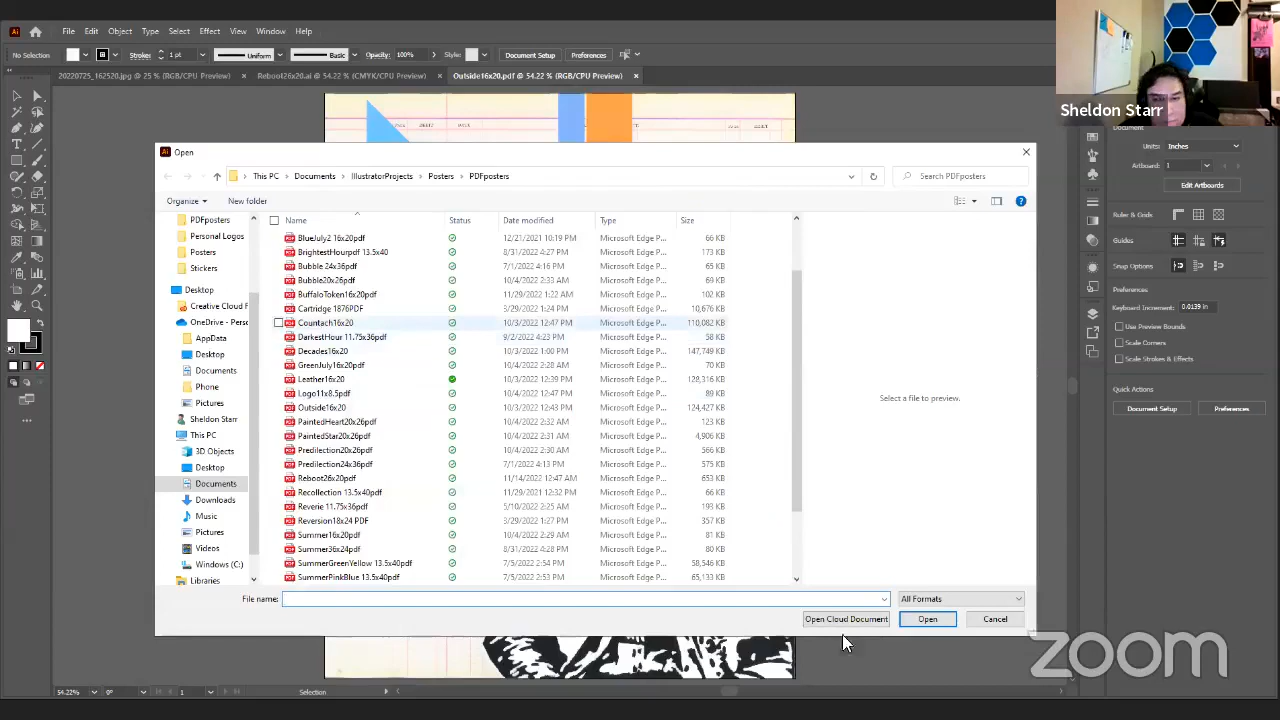 Ai File Edit Object Type Select Effect View Window Help
No Selection Stroke: 1 pt Uniform Basic Opacity: 100% Style: Document Setup Preferences
20220725_162520.jpg @ 25 % (RGB/CPU Preview) × Reboot26x20.ai @ 54.22 % (CMYK/CPU Preview) × Outside16x20.pdf @ 54.22 % (RGB/CPU Preview) ×
Sheldon Starr
Document
Units: Inches
Artboard: 1
Edit Artboards
Ruler & Grids
Guides
Snap Options
Preferences
Keyboard Increment: 0.0139 in
Use Preview Bounds
Scale Corners
Scale Strokes & Effects
Quick Actions
Document Setup Preferences
Ai Open
This PC > Documents > IllustratorProjects > Posters > PDFposters Search PDFposters
Organize New folder
PDFposters
Personal Logos
Posters
Stickers
Desktop
Creative Cloud F
OneDrive - Perso
AppData
Desktop
Documents
Phone
Pictures
Sheldon Starr
This PC
3D Objects
Desktop
Documents
Downloads
Music
Pictures
Videos
Windows (C:)
Libraries
Name Status Date modified Type Size
BlueJuly2 16x20pdf 12/21/2021 10:19 PM Microsoft Edge P... 66 KB
BrightestHourpdf 13.5x40 8/31/2022 4:27 PM Microsoft Edge P... 173 KB
Bubble 24x36pdf 7/1/2022 4:16 PM Microsoft Edge P... 65 KB
Bubble20x26pdf 10/4/2022 2:33 AM Microsoft Edge P... 69 KB
BuffaloToken16x20pdf 11/29/2022 1:22 AM Microsoft Edge P... 102 KB
Cartridge 1876PDF 3/29/2022 1:24 PM Microsoft Edge P... 10,676 KB
Countach16x20 10/3/2022 12:47 PM Microsoft Edge P... 110,082 KB
DarkestHour 11.75x36pdf 9/2/2022 4:23 PM Microsoft Edge P... 58 KB
Decades16x20 10/3/2022 1:00 PM Microsoft Edge P... 147,749 KB
GreenJuly16x20pdf 10/4/2022 2:28 AM Microsoft Edge P... 70 KB
Leather16x20 10/3/2022 12:39 PM Microsoft Edge P... 128,316 KB
Logo11x8.5pdf 10/4/2022 12:47 PM Microsoft Edge P... 89 KB
Outside16x20 10/3/2022 12:43 PM Microsoft Edge P... 124,427 KB
PaintedHeart20x26pdf 10/4/2022 2:32 AM Microsoft Edge P... 123 KB
PaintedStar20x26pdf 10/4/2022 2:31 AM Microsoft Edge P... 4,906 KB
Predilection20x26pdf 10/4/2022 2:30 AM Microsoft Edge P... 566 KB
Predilection24x36pdf 7/1/2022 4:13 PM Microsoft Edge P... 575 KB
Reboot26x20pdf 11/14/2022 12:47 AM Microsoft Edge P... 653 KB
Recollection 13.5x40pdf 11/29/2021 12:32 PM Microsoft Edge P... 66 KB
Reverie 11.75x36pdf 5/10/2022 2:25 AM Microsoft Edge P... 193 KB
Reversion18x24 PDF 3/29/2022 1:27 PM Microsoft Edge P... 357 KB
Summer16x20pdf 10/4/2022 2:29 AM Microsoft Edge P... 81 KB
Summer36x24pdf 8/31/2022 4:28 PM Microsoft Edge P... 80 KB
SummerGreenYellow 13.5x40pdf 7/5/2022 2:54 PM Microsoft Edge P... 58,546 KB
SummerPinkBlue 13.5x40pdf 7/5/2022 2:53 PM Microsoft Edge P... 65,133 KB
Select a file to preview.
File name: All Formats
Open Cloud Document Open Cancel
zoom
54.22% 0° 1 Selection